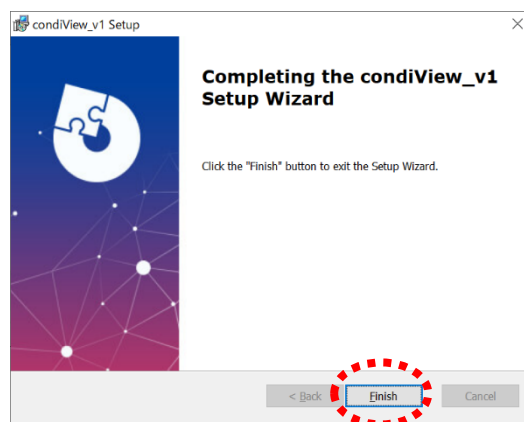 condiView_v1 Setup
Completing the condiView_v1
Setup Wizard
Click the "Finish" button to exit the Setup Wizard.
< Back
Finish
Cancel